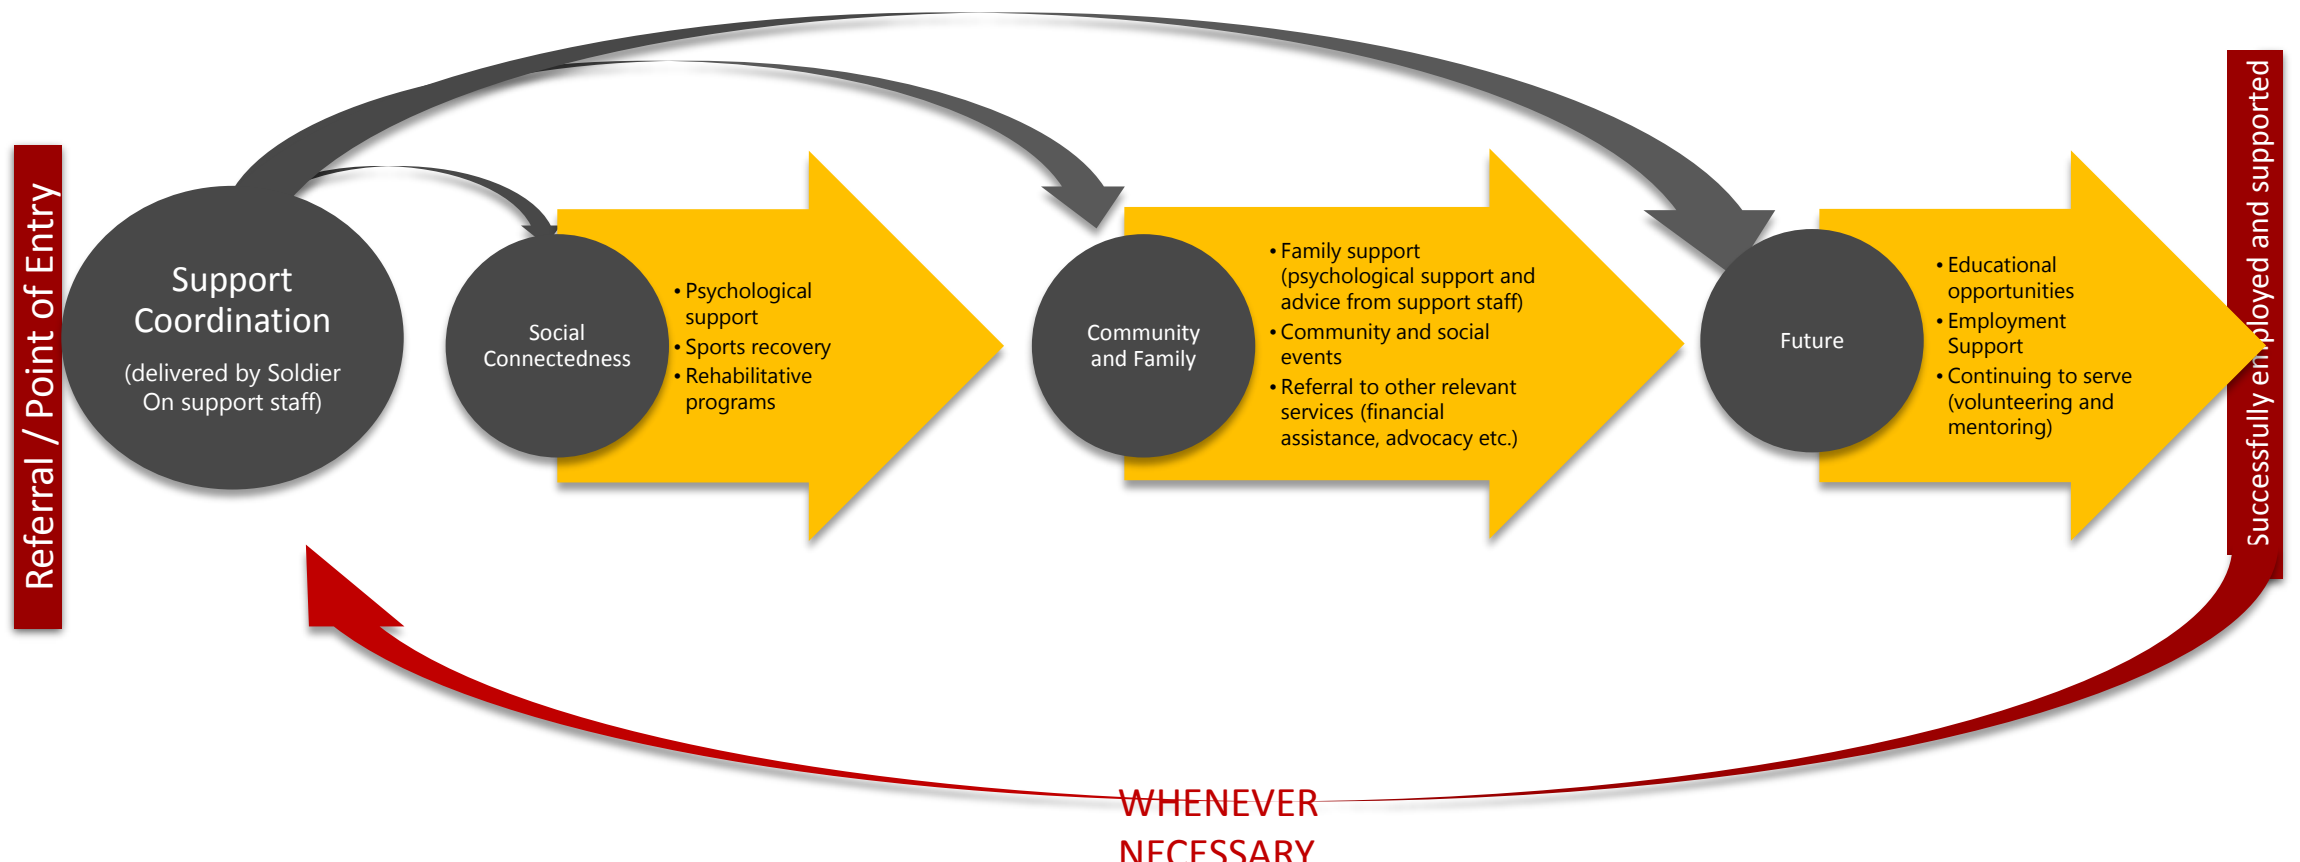 Referral / Point of Entry
Support
Coordination
(delivered by Soldier
On support staff)
Social
Connectedness
• Psychological
support
• Sports recovery
• Rehabilitative
programs
Community
and Family
• Family support
(psychological support and
advice from support staff)
• Community and social
events
• Referral to other relevant
services (financial
assistance, advocacy etc.)
Future
• Educational
opportunities
• Employment
Support
• Continuing to serve
(volunteering and
mentoring)
Successfully employed and supported
WHENEVER
NECESSARY